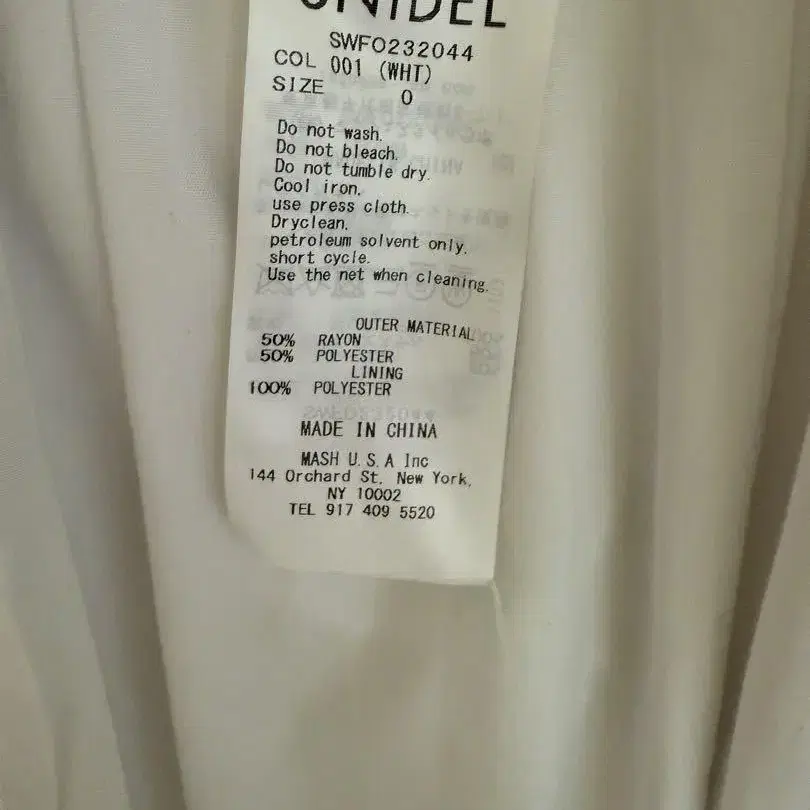 SNIDEL
SWFO232044
COL 001 (WHT)
SIZE 0
Do not wash.
Do not bleach.
Do not tumble dry.
Cool iron.
use press cloth.
Dryclean.
petroleum solvent only.
short cycle.
Use the net when cleaning.
OUTER MATERIAL
50% RAYON
50% POLYESTER
LINING
100% POLYESTER
MADE IN CHINA
MASH U.S.A Inc
144 Orchard St. New York,
NY 10002
TEL 917 409 5520